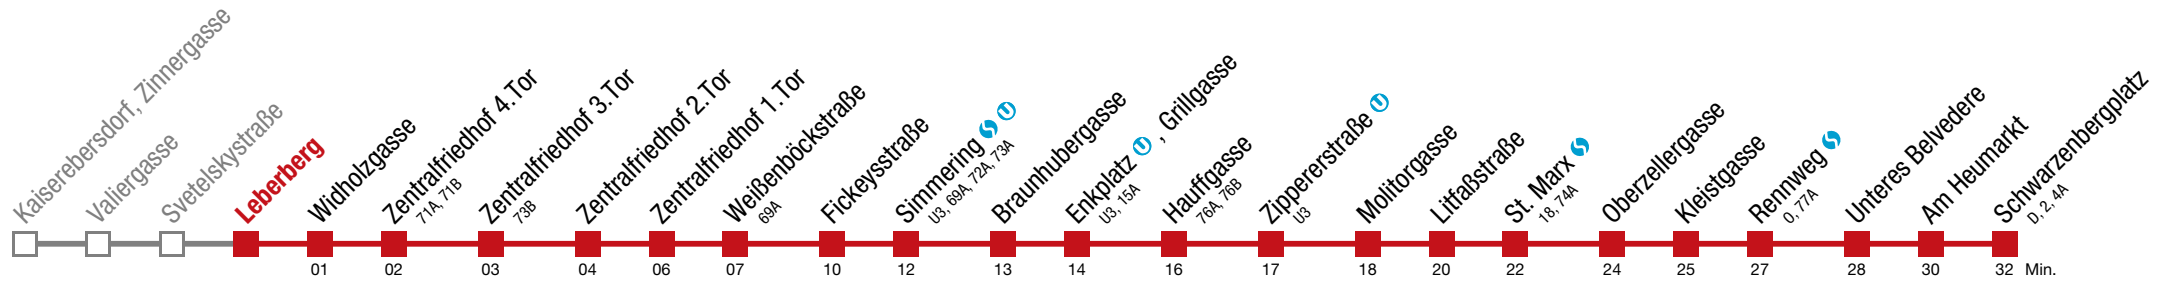 Kaiserebersdorf, Zinnergasse
Valiergasse
Svetelskystraße
Leberberg
Widholzgasse
Zentralfriedhof 4.Tor
71A, 71B
Zentralfriedhof 3.Tor
73B
Zentralfriedhof 2.Tor
Zentralfriedhof 1.Tor
Weißenböckstraße
69A
Fickeysstraße
Simmering S U
U3, 69A, 72A, 73A
Braunhubergasse
Enkplatz U , Grillgasse
U3, 15A
Hauffgasse
76A, 76B
Zippererstraße U
U3
Molitorgasse
Litfaßstraße
St. Marx S
18, 74A
Oberzellergasse
Kleistgasse
Rennweg S
O, 77A
Unteres Belvedere
Am Heumarkt
Schwarzenbergplatz
D, 2, 4A
01 02 03 04 06 07 10 12 13 14 16 17 18 20 22 24 25 27 28 30 32 Min.